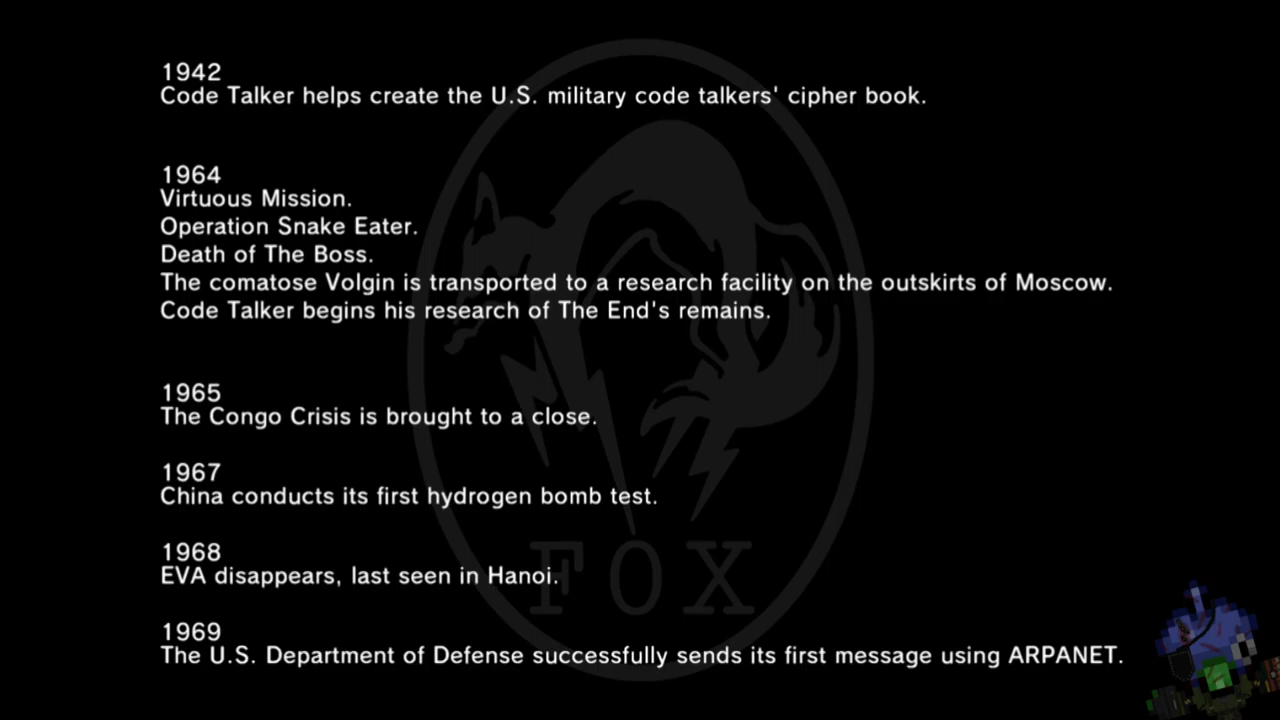 1942
Code Talker helps create the U.S. military code talkers' cipher book.
1964
Virtuous Mission.
Operation Snake Eater.
Death of The Boss.
The comatose Volgin is transported to a research facility on the outskirts of Moscow.
Code Talker begins his research of The End's remains.
1965
The Congo Crisis is brought to a close.
1967
China conducts its first hydrogen bomb test.
1968
EVA disappears, last seen in Hanoi.
FOX
1969
The U.S. Department of Defense successfully sends its first message using ARPANET.